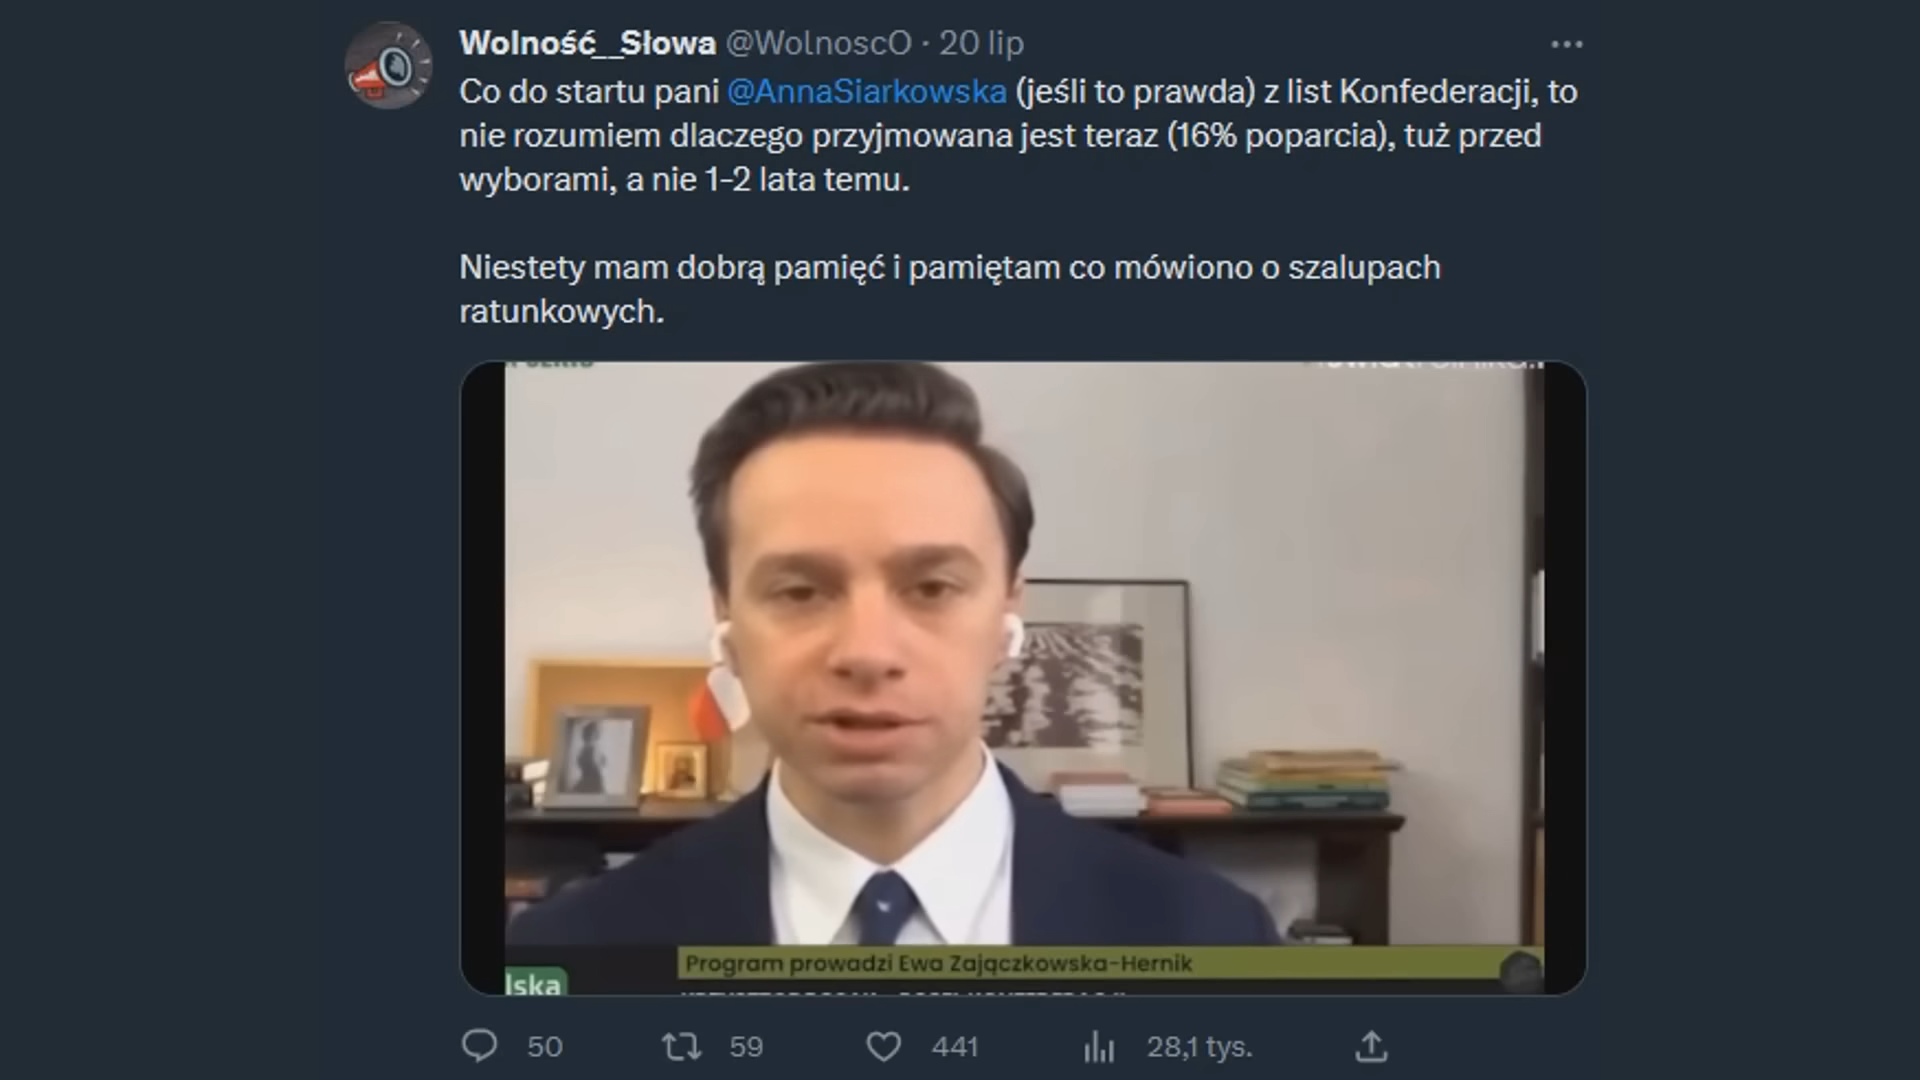 Wolność__Słowa @WolnoscO · 20 lip
Co do startu pani @AnnaSiarkowska (jeśli to prawda) z list Konfederacji, to
nie rozumiem dlaczego przyjmowana jest teraz (16% poparcia), tuż przed
wyborami, a nie 1-2 lata temu.
Niestety mam dobrą pamięć i pamiętam co mówiono o szalupach
ratunkowych.
Program prowadzi Ewa Zajączkowska-Hernik
lska
50 59 441 28,1 tys.